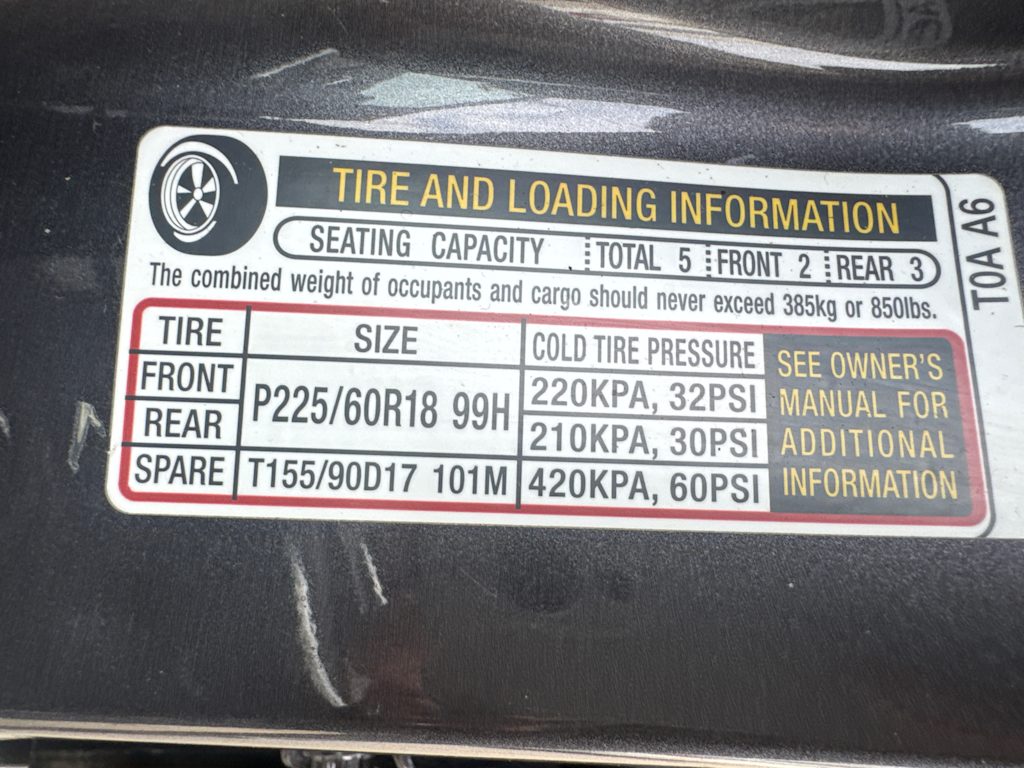 TIRE AND LOADING INFORMATION
SEATING CAPACITY TOTAL 5 FRONT 2 REAR 3
The combined weight of occupants and cargo should never exceed 385kg or 850lbs.
TIRE SIZE COLD TIRE PRESSURE
FRONT P225/60R18 99H 220KPA, 32PSI
REAR 210KPA, 30PSI
SPARE T155/90D17 101M 420KPA, 60PSI
SEE OWNER'S
MANUAL FOR
ADDITIONAL
INFORMATION
T0A A6